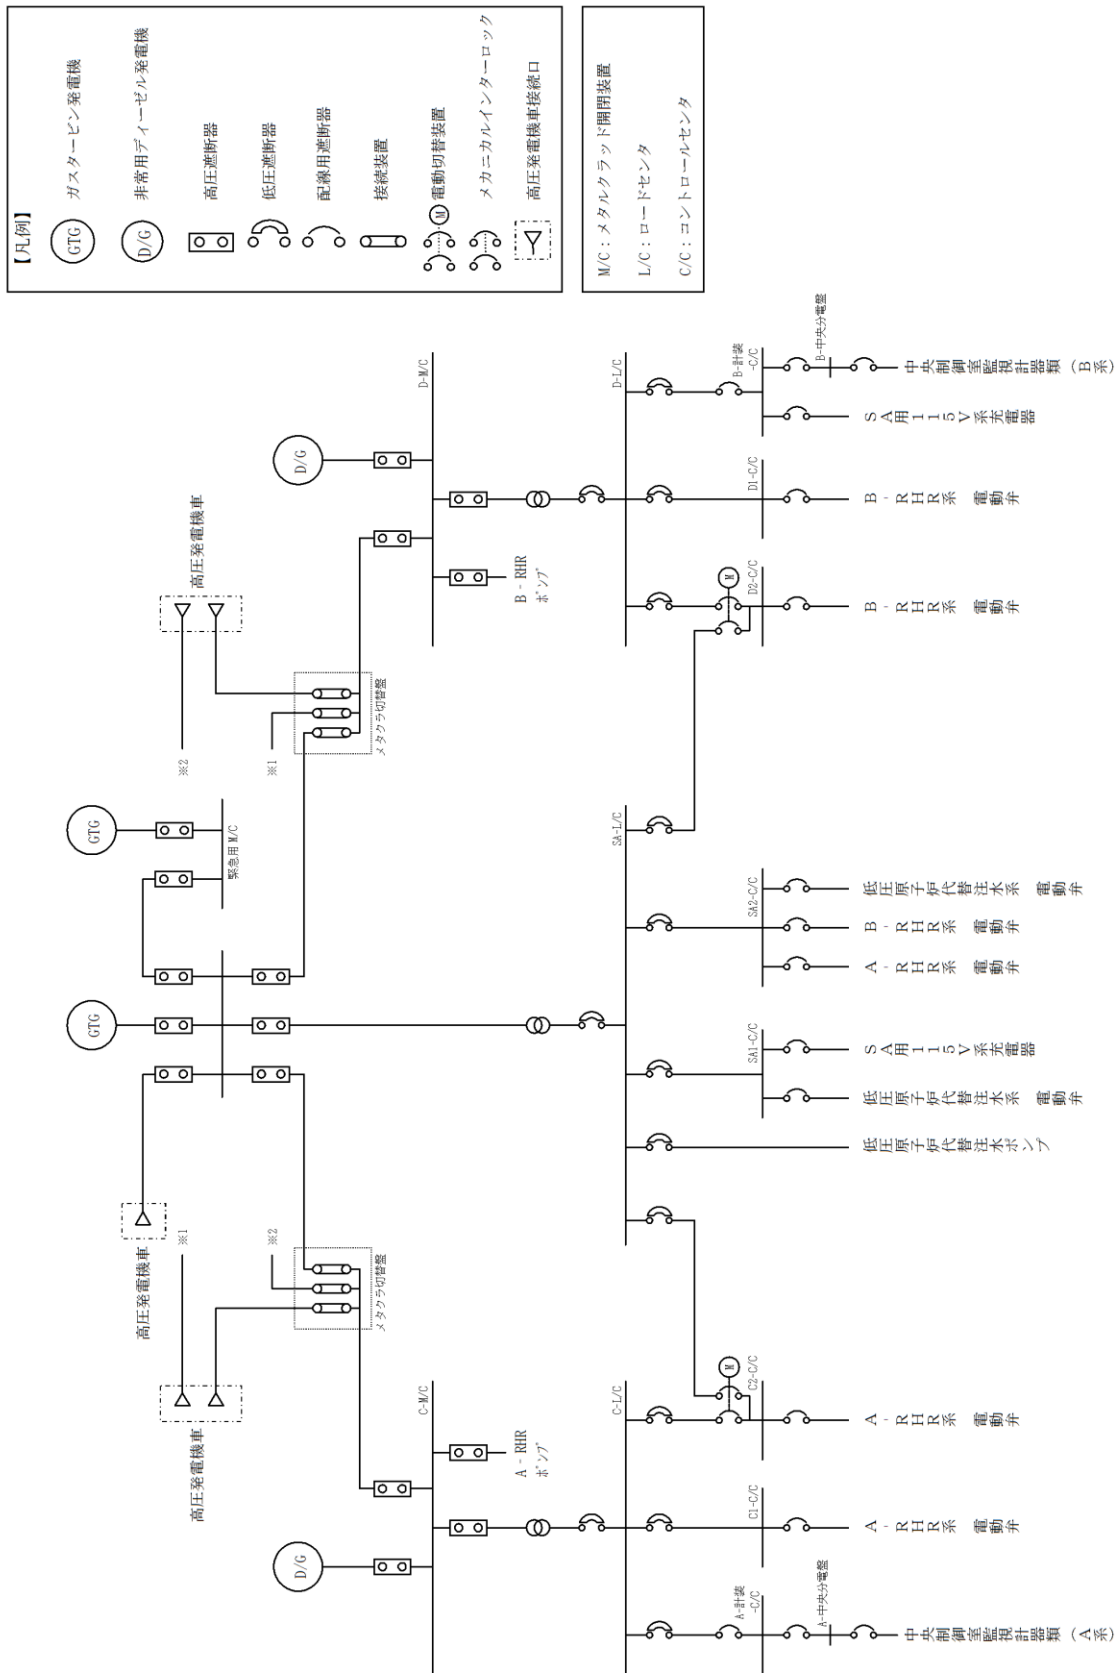 【凡例】
GTG ガスタービン発電機
D/G 非常用ディーゼル発電機
高圧遮断器
低圧遮断器
配線用遮断器
接続装置
M 電動切替装置
メカニカルインターロック
高圧発電機車接続口
M/C：メタルクラッド開閉装置
L/C：ロードセンタ
C/C：コントロールセンタ
GTG
GTG
緊急用 M/C
高圧発電機車
高圧発電機車
高圧発電機車
※1
※2
※2
※1
メタクラ切替盤
メタクラ切替盤
D/G
D/G
C-M/C
D-M/C
A - RHR
ポンプ
B - RHR
ポンプ
C-L/C
SA-L/C
D-L/C
M
M
A-計装
-C/C
C1-C/C
C2-C/C
SA1-C/C
SA2-C/C
D2-C/C
D1-C/C
B-計装
-C/C
A-中央分電盤
B-中央分電盤
中央制御室監視計器類（A系）
A - RHR系 電動弁
A - RHR系 電動弁
低圧原子炉代替注水ポンプ
低圧原子炉代替注水系 電動弁
SA用115V系充電器
A - RHR系 電動弁
B - RHR系 電動弁
低圧原子炉代替注水系 電動弁
B - RHR系 電動弁
B - RHR系 電動弁
SA用115V系充電器
中央制御室監視計器類（B系）